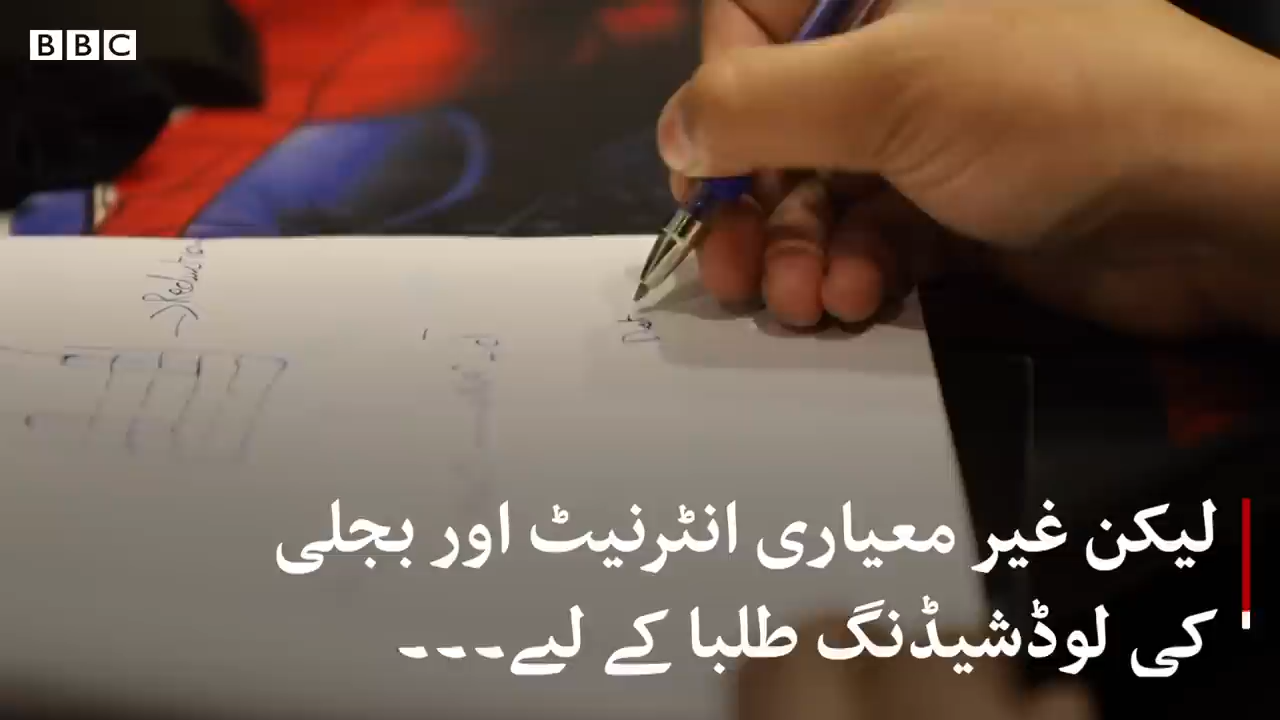 BBC
لیکن غیر معیاری انٹرنیٹ اور بجلی
کی لوڈشیڈنگ طلبا کے لیے۔۔۔